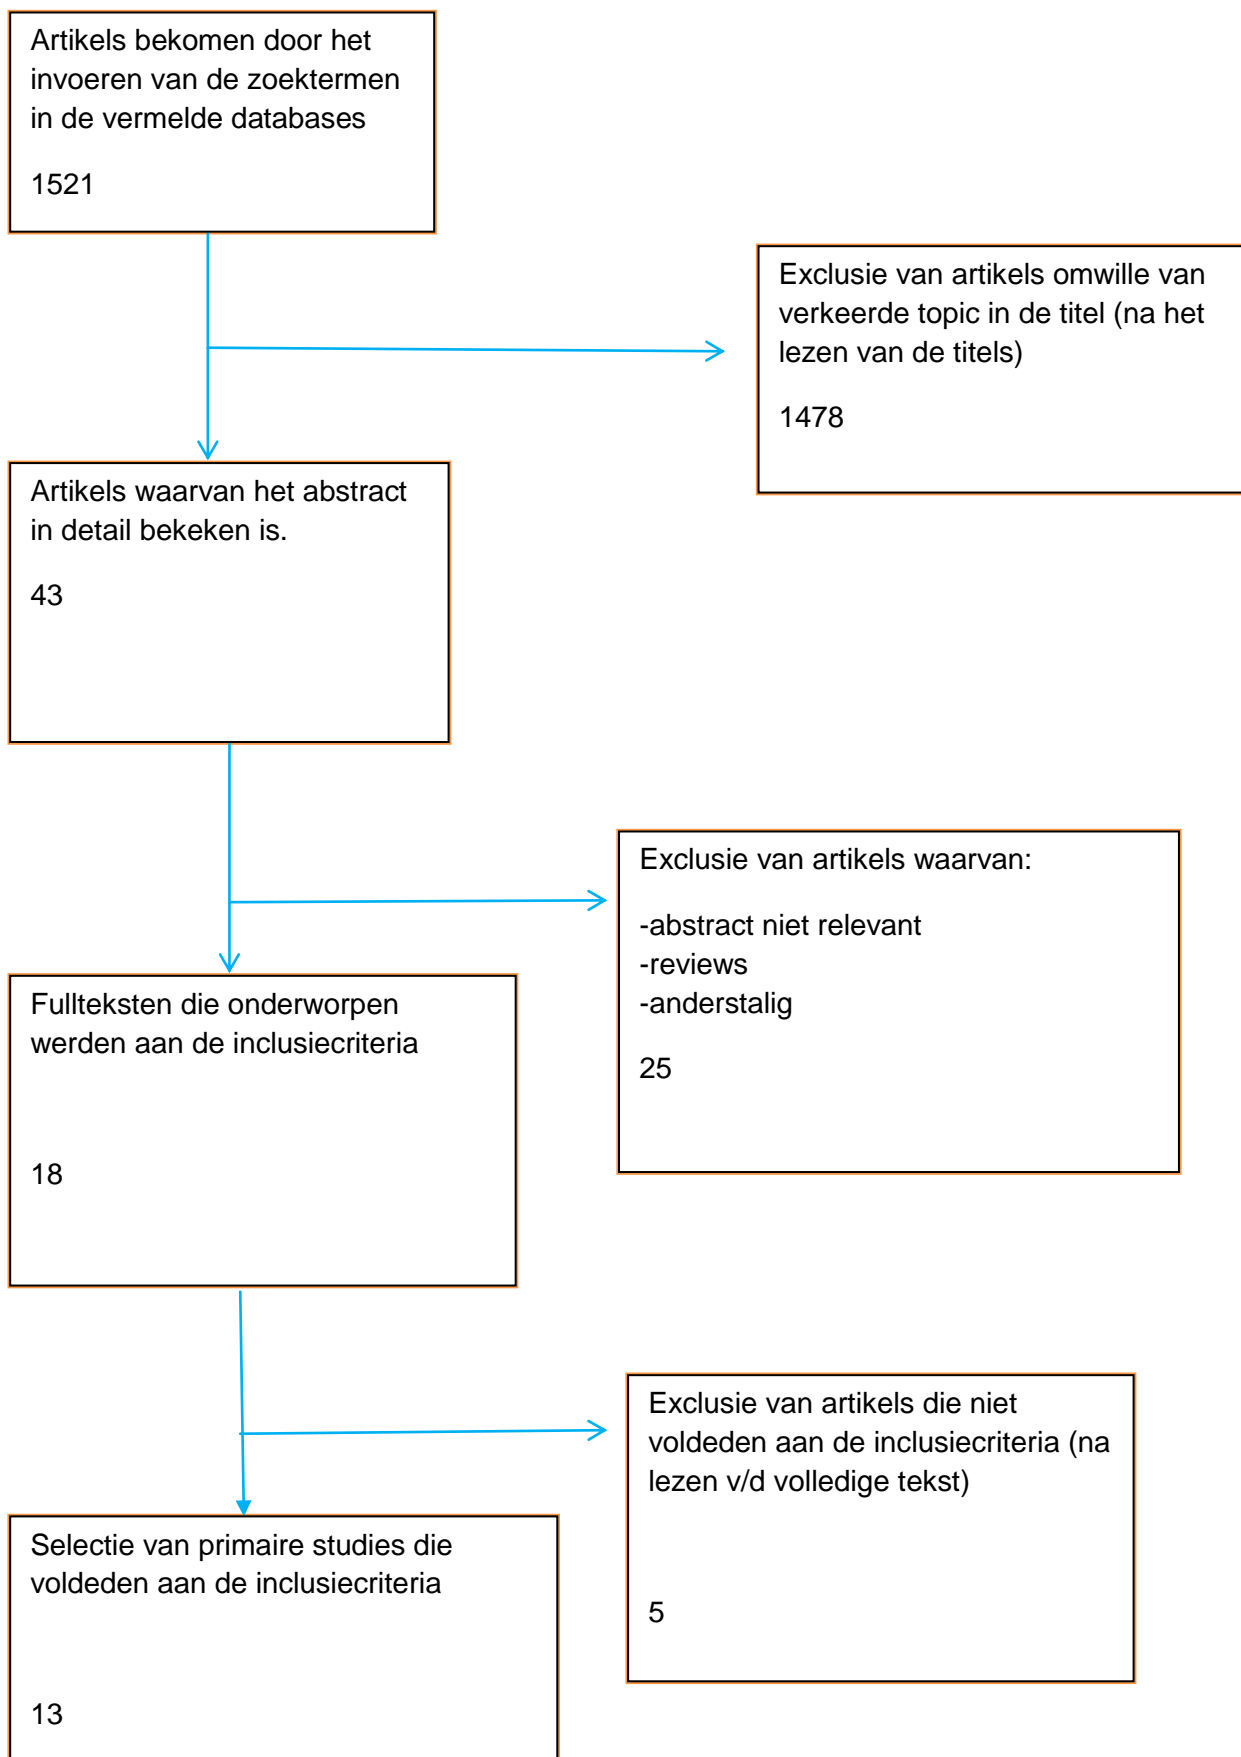 Artikels bekomen door het
invoeren van de zoektermen
in de vermelde databases
1521
Exclusie van artikels omwille van
verkeerde topic in de titel (na het
lezen van de titels)
1478
Artikels waarvan het abstract
in detail bekeken is.
43
Exclusie van artikels waarvan:
-abstract niet relevant
-reviews
-anderstalig
25
Fullteksten die onderworpen
werden aan de inclusiecriteria
18
Exclusie van artikels die niet
voldeden aan de inclusiecriteria (na
lezen v/d volledige tekst)
5
Selectie van primaire studies die
voldeden aan de inclusiecriteria
13